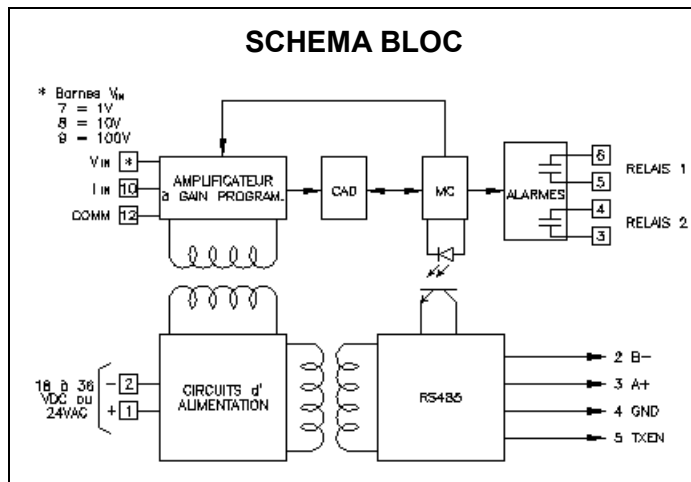 SCHEMA BLOC
* Bornes VIN
7 = 1V
8 = 10V
9 = 100V
VIN *
I IN 10
COMM 12
AMPLIFICATEUR
à GAIN PROGRAM.
CAD
MC
ALARMES
6
5
RELAIS 1
4
3
RELAIS 2
18 à 36
VDC ou
24VAC
- 2
+ 1
CIRCUITS d'
ALIMENTATION
RS485
2 B-
3 A+
4 GND
5 TXEN